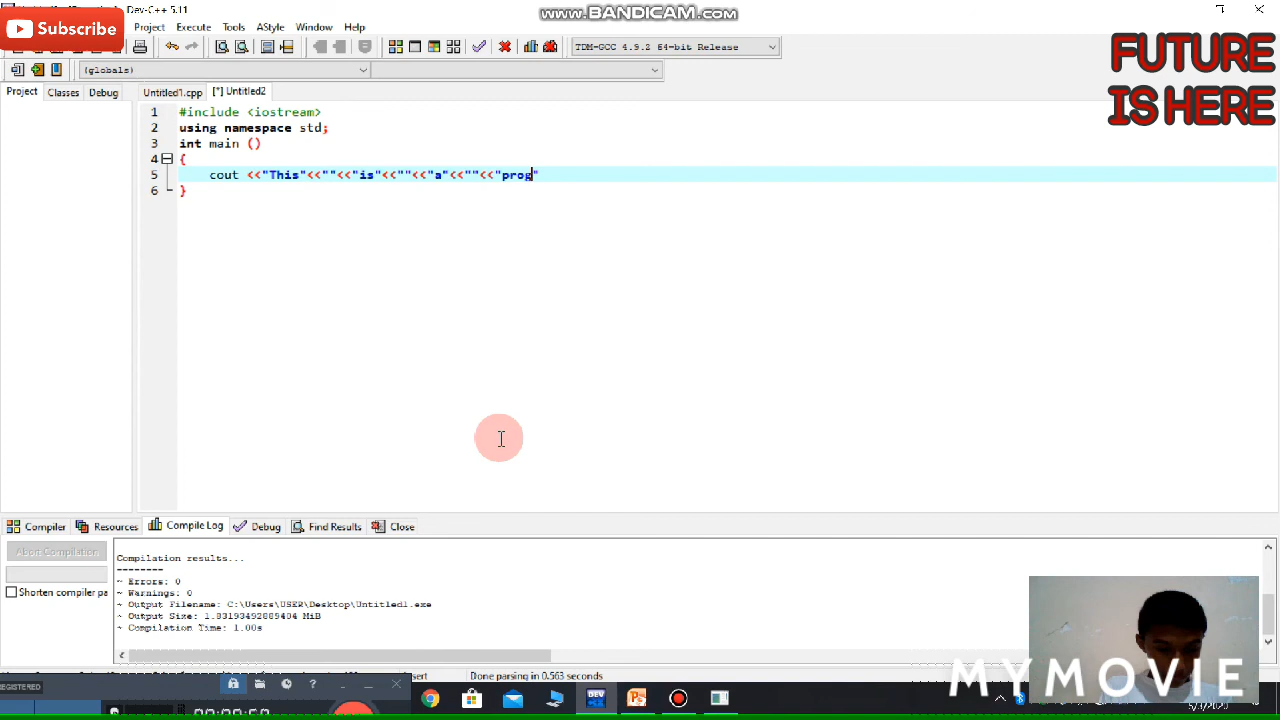 Dev-C++ 5.11
www.BANDICAM.com
Subscribe
Project Execute Tools AStyle Window Help
TDM-GCC 4.9.2 64-bit Release
(globals)
FUTURE
IS HERE
Project Classes Debug
Untitled1.cpp [*] Untitled2
1 #include <iostream>
2 using namespace std;
3 int main ()
4 {
5 cout <<"This"<<""<<"is"<<""<<"a"<<""<<"prog"
6 }
Compiler Resources Compile Log Debug Find Results Close
Abort Compilation
Shorten compiler pa
Compilation results...
--------
- Errors: 0
- Warnings: 0
- Output Filename: C:\Users\USER\Desktop\Untitled1.exe
- Output Size: 1.83193492889404 MiB
- Compilation Time: 1.00s
sert Done parsing in 0.563 seconds
MYMOVIE
REGISTERED
DEV